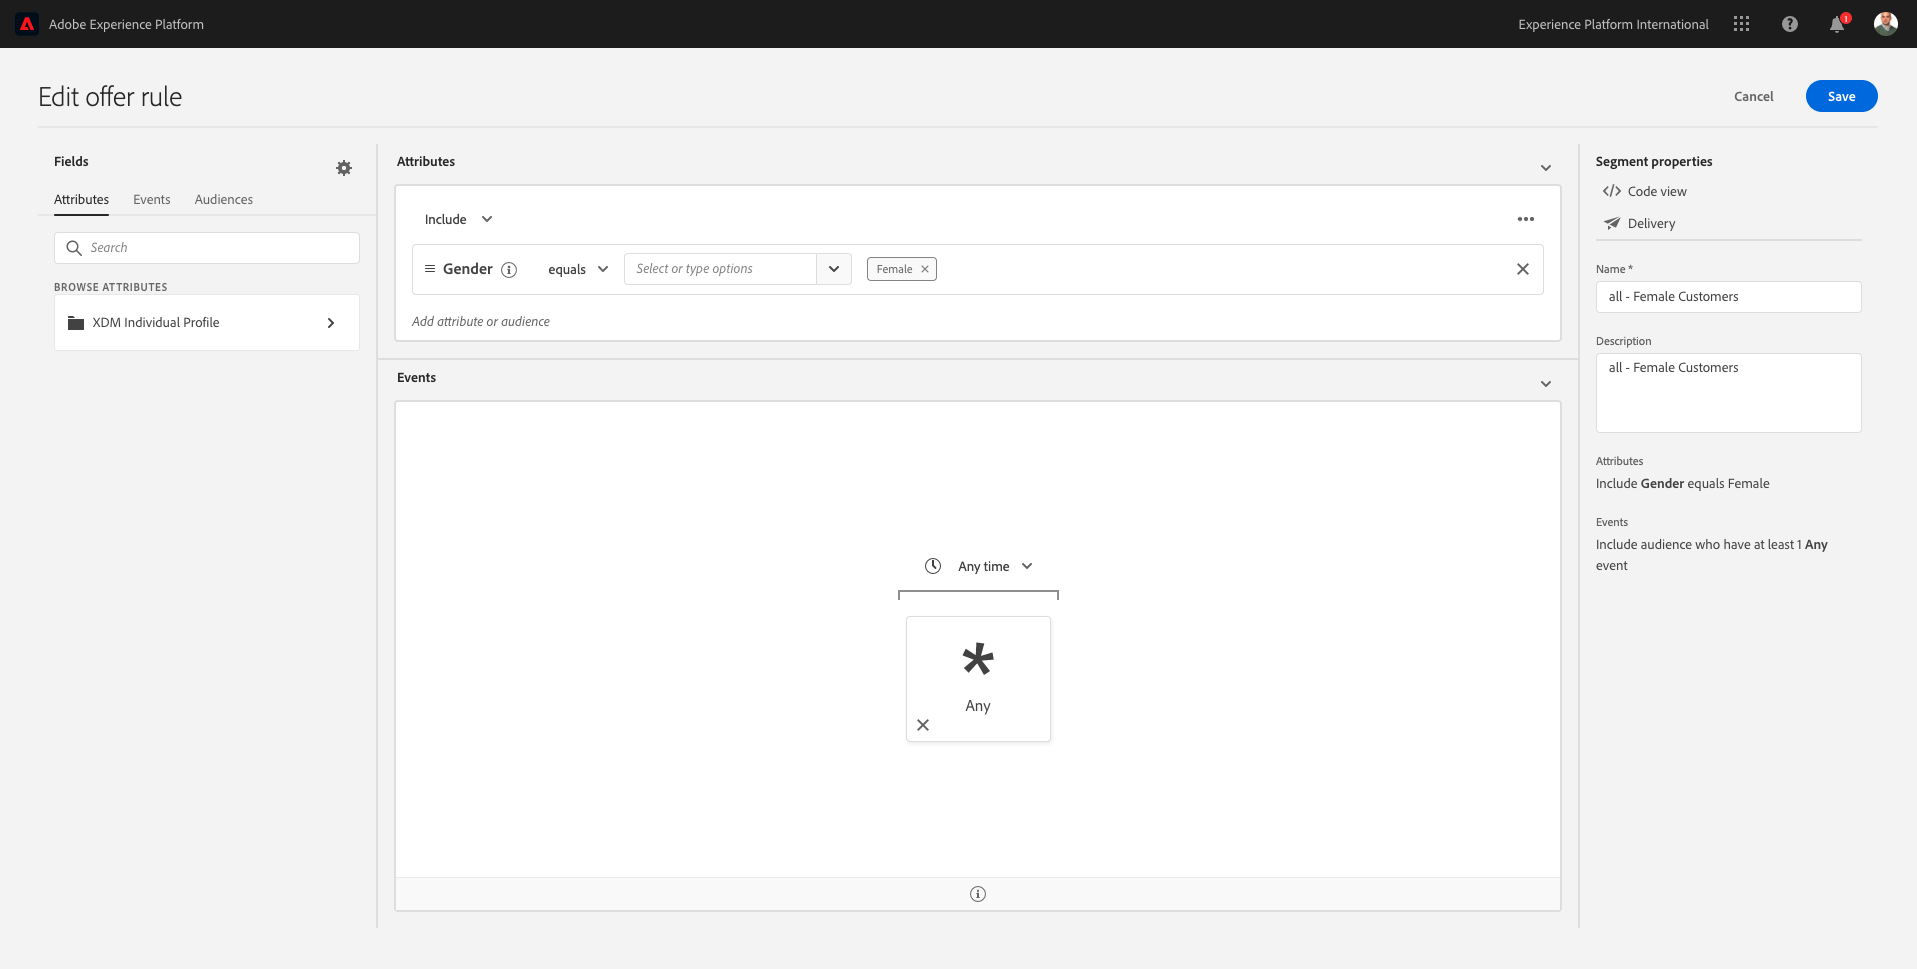 Adobe Experience Platform
Experience Platform International
1
Edit offer rule
Cancel
Save
Fields
Attributes
Events
Audiences
Search
BROWSE ATTRIBUTES
XDM Individual Profile
Attributes
Include
Gender
equals
Select or type options
Female
Add attribute or audience
Events
Any time
*
Any
Segment properties
</> Code view
Delivery
Name *
all - Female Customers
Description
all - Female Customers
Attributes
Include Gender equals Female
Events
Include audience who have at least 1 Any
event